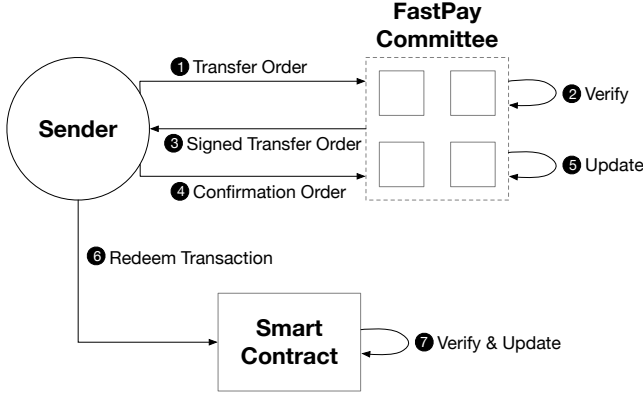 FastPay
Committee
Sender
1 Transfer Order
2 Verify
3 Signed Transfer Order
4 Confirmation Order
5 Update
6 Redeem Transaction
Smart
Contract
7 Verify & Update